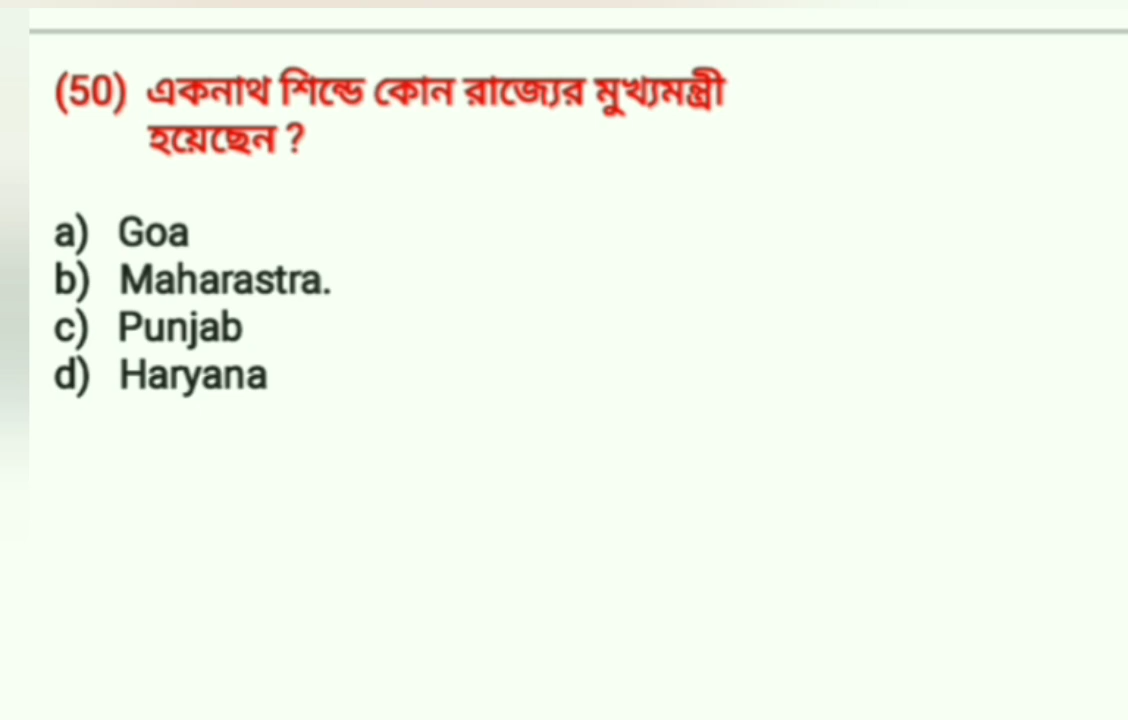 (50) একনাথ শিন্ডে কোন রাজ্যের মুখ্যমন্ত্রী
হয়েছেন ?
a) Goa
b) Maharastra.
c) Punjab
d) Haryana